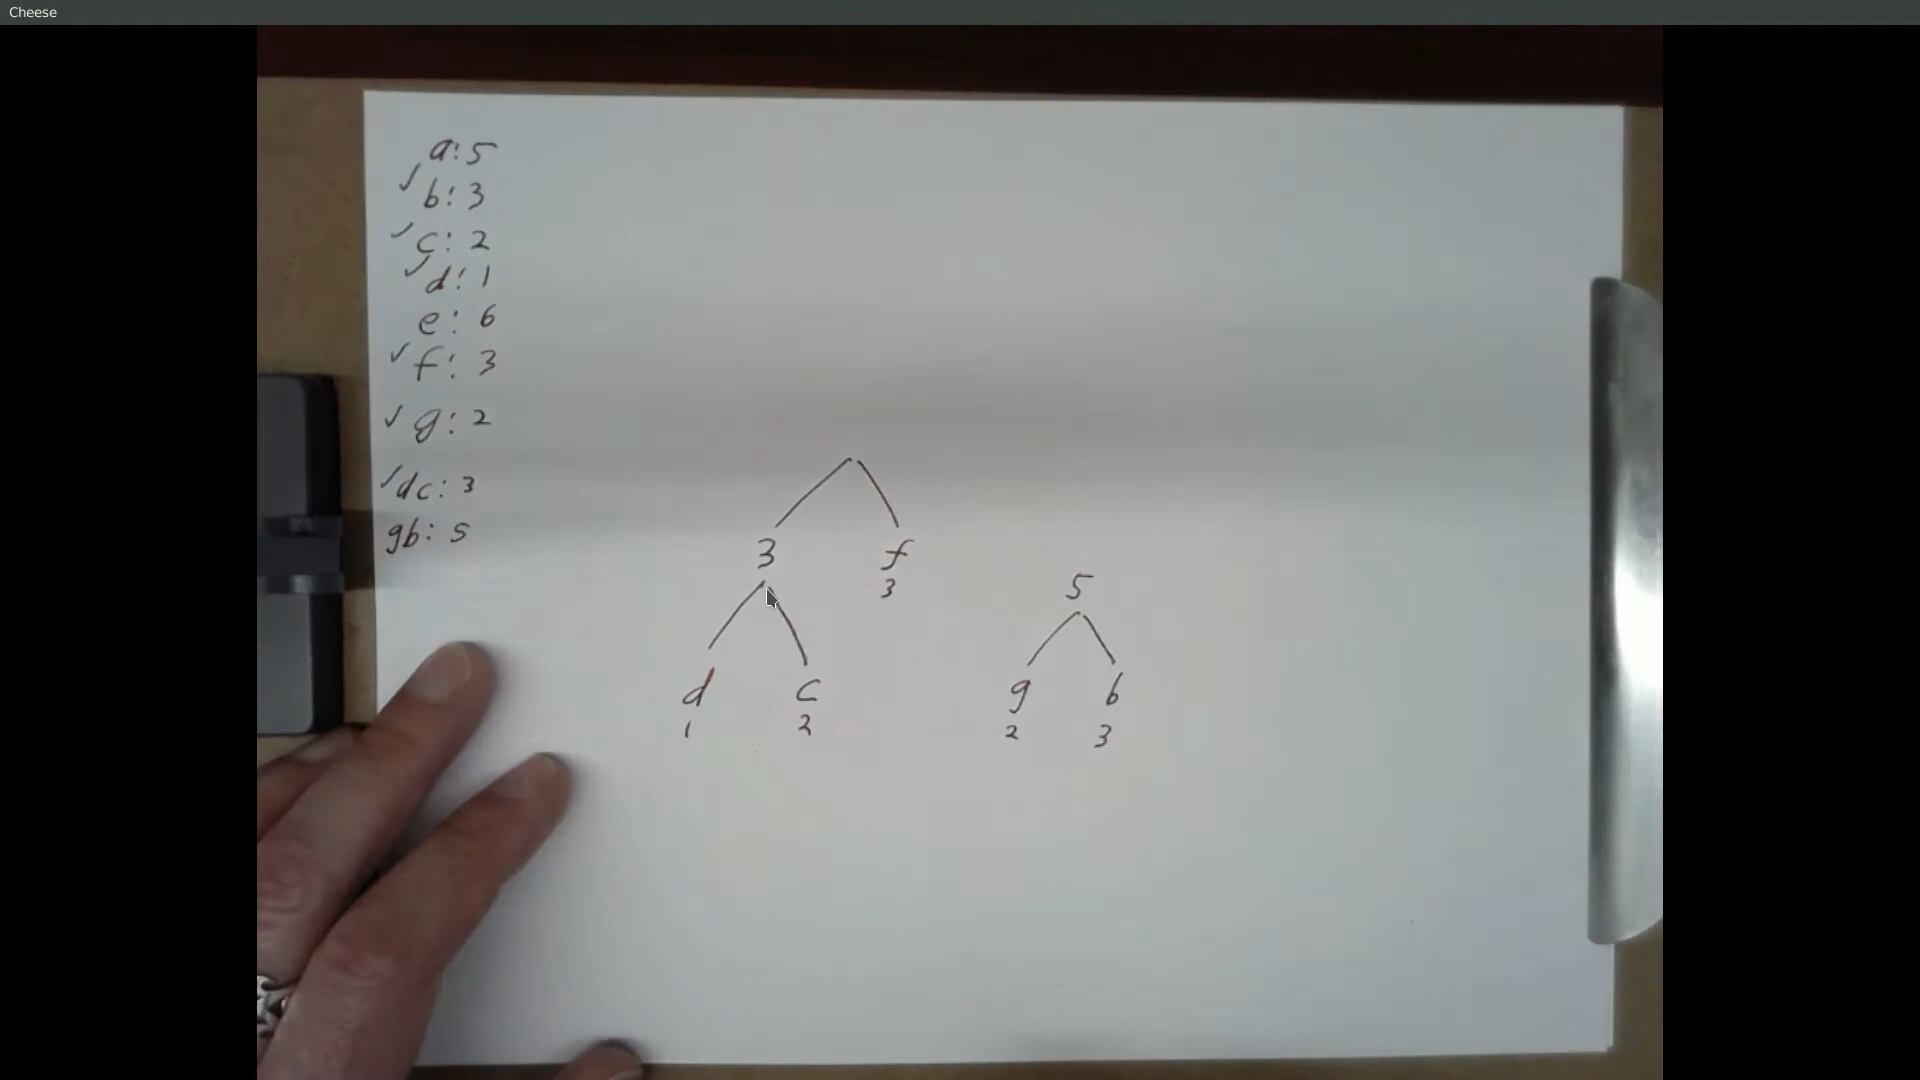 Cheese
a: 5
✓ b: 3
✓ c: 2
✓ d: 1
e: 6
✓ f: 3
✓ g: 2
✓ dc: 3
gb: 5
3 f
3
5
d c g b
1 2 2 3